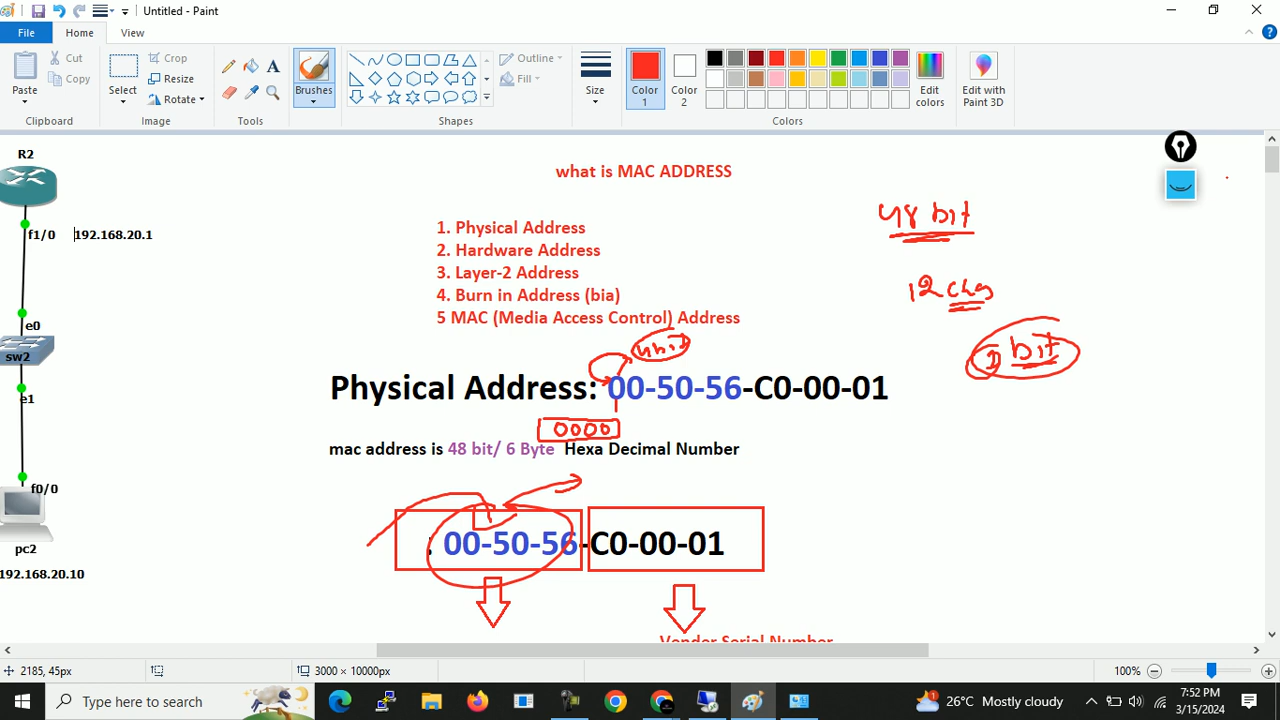 Untitled - Paint
File
Home
View
Paste
Cut
Copy
Clipboard
Select
Crop
Resize
Rotate
Image
A
Tools
Brushes
Outline
Fill
Shapes
Size
Color
1
Color
2
Edit
colors
Edit with
Paint 3D
Colors
R2
f1/0
192.168.20.1
e0
sw2
e1
f0/0
pc2
192.168.20.10
what is MAC ADDRESS
48 bit
1. Physical Address
2. Hardware Address
3. Layer-2 Address
4. Burn in Address (bia)
5 MAC (Media Access Control) Address
12
bit
Physical Address: 00-50-56-C0-00-01
0000
mac address is 48 bit/ 6 Byte Hexa Decimal Number
: 00-50-56-C0-00-01
Vender Serial Number
2185, 45px
3000 × 10000px
100%
Type here to search
26°C Mostly cloudy
7:52 PM
3/15/2024